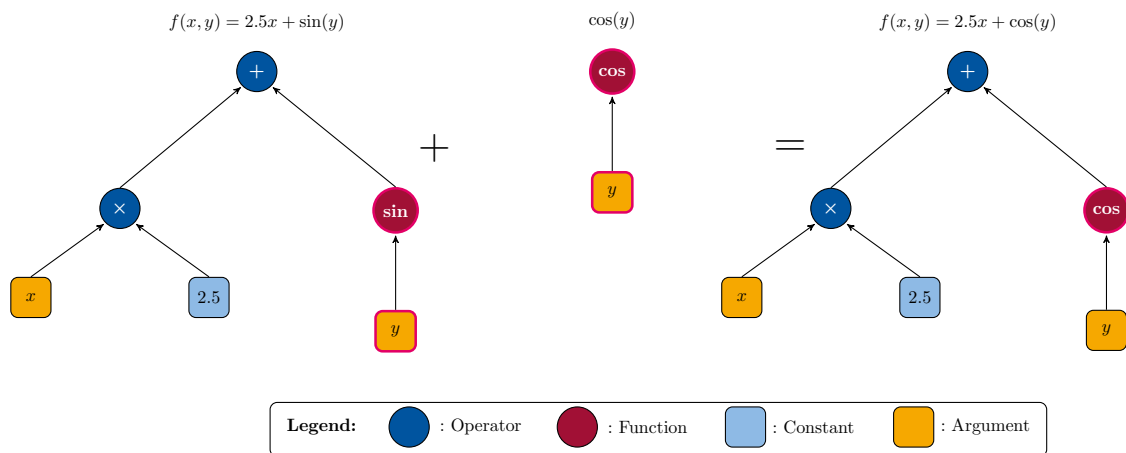 f(x, y) = 2.5x + sin(y)
cos(y)
f(x, y) = 2.5x + cos(y)
+
cos
+
+
=
×
sin
y
×
cos
x
2.5
y
x
2.5
y
Legend:
: Operator
: Function
: Constant
: Argument